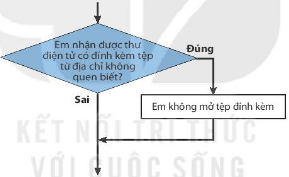 Em nhận được thư
điện tử có đính kèm tệp
từ địa chỉ không
quen biết?
Đúng
Sai
Em không mở tệp đính kèm
KẾT NỐI TRI THỨC
VỚI CUỘC SỐNG